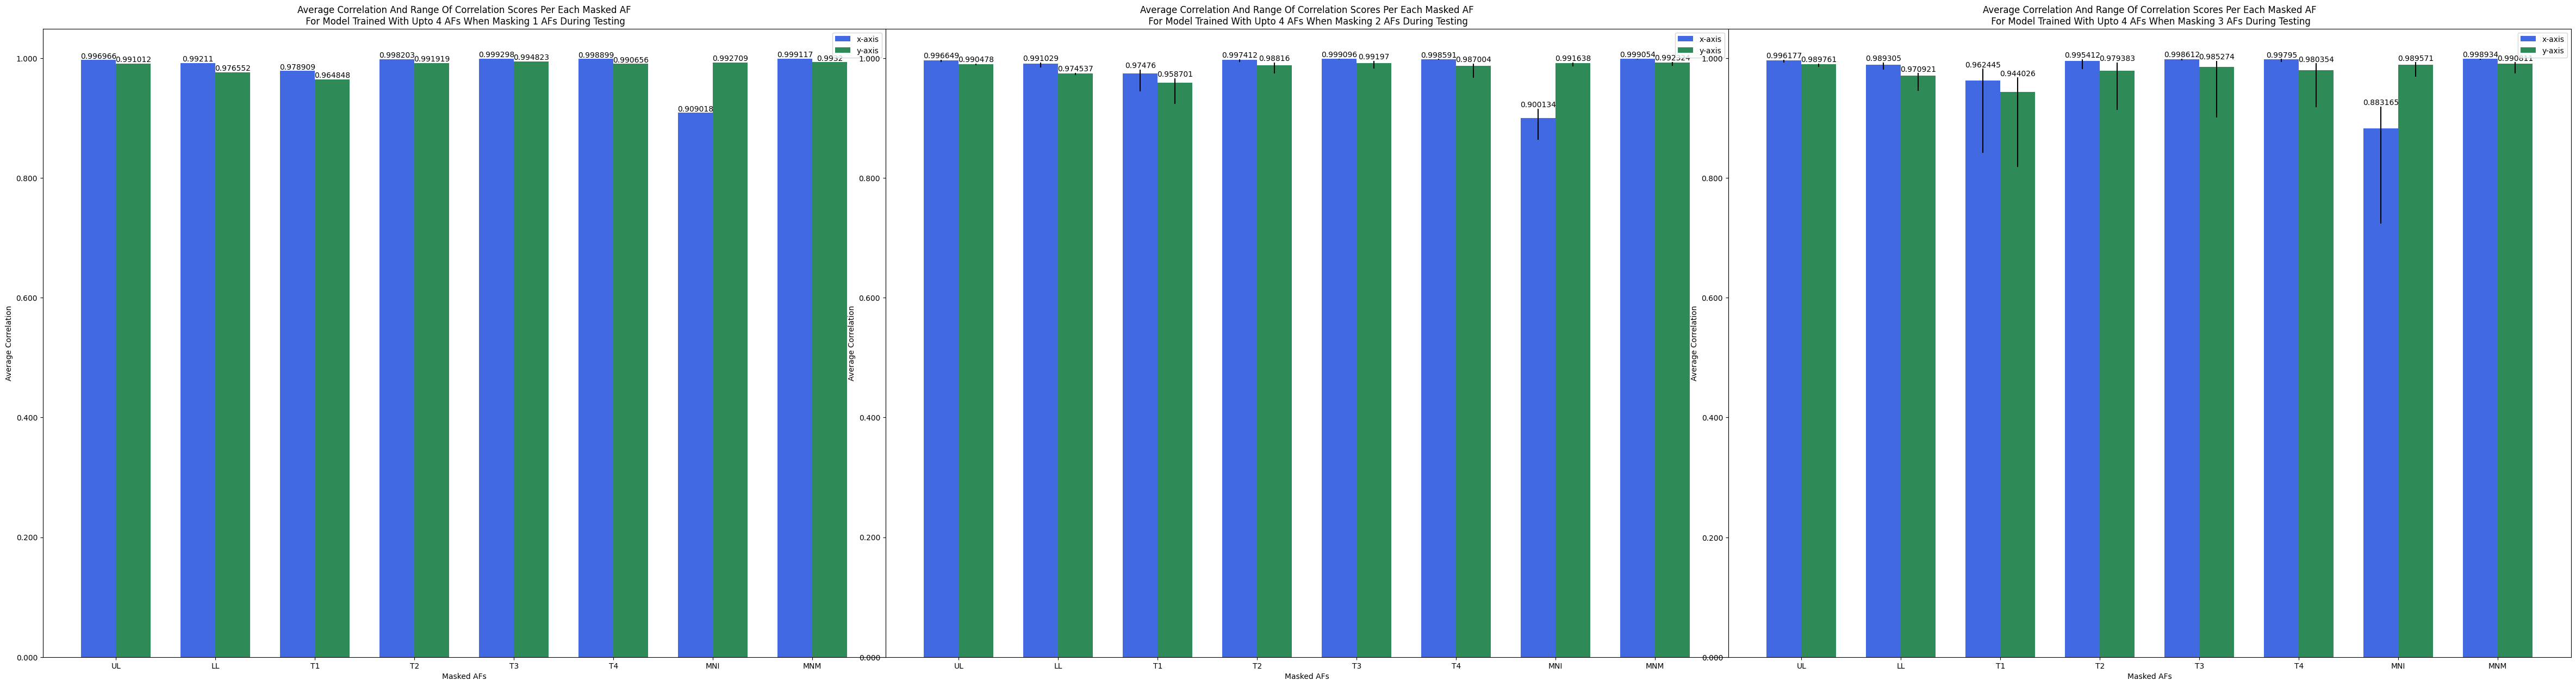 Average Correlation And Range Of Correlation Scores Per Each Masked AF
For Model Trained With Upto 4 AFs When Masking 1 AFs During Testing
x-axis
y-axis
1.000
0.800
0.600
0.400
0.200
0.000
Average Correlation
0.996966 0.991012 0.99211 0.976552 0.978909 0.964848 0.998203 0.991919 0.999298 0.994823 0.998899 0.990656 0.909018 0.992709 0.999117
UL LL T1 T2 T3 T4 MNI MNM
Masked AFs
Average Correlation And Range Of Correlation Scores Per Each Masked AF
For Model Trained With Upto 4 AFs When Masking 2 AFs During Testing
x-axis
y-axis
1.000
0.800
0.600
0.400
0.200
0.000
Average Correlation
0.996649 0.990478 0.991029 0.974537 0.97476 0.958701 0.997412 0.98816 0.999096 0.99197 0.998591 0.987004 0.900134 0.991638 0.999054
UL LL T1 T2 T3 T4 MNI MNM
Masked AFs
Average Correlation And Range Of Correlation Scores Per Each Masked AF
For Model Trained With Upto 4 AFs When Masking 3 AFs During Testing
x-axis
y-axis
1.000
0.800
0.600
0.400
0.200
0.000
Average Correlation
0.996177 0.989761 0.989305 0.970921 0.962445 0.944026 0.995412 0.979383 0.998612 0.985274 0.99795 0.980354 0.883165 0.989571 0.998934
UL LL T1 T2 T3 T4 MNI MNM
Masked AFs